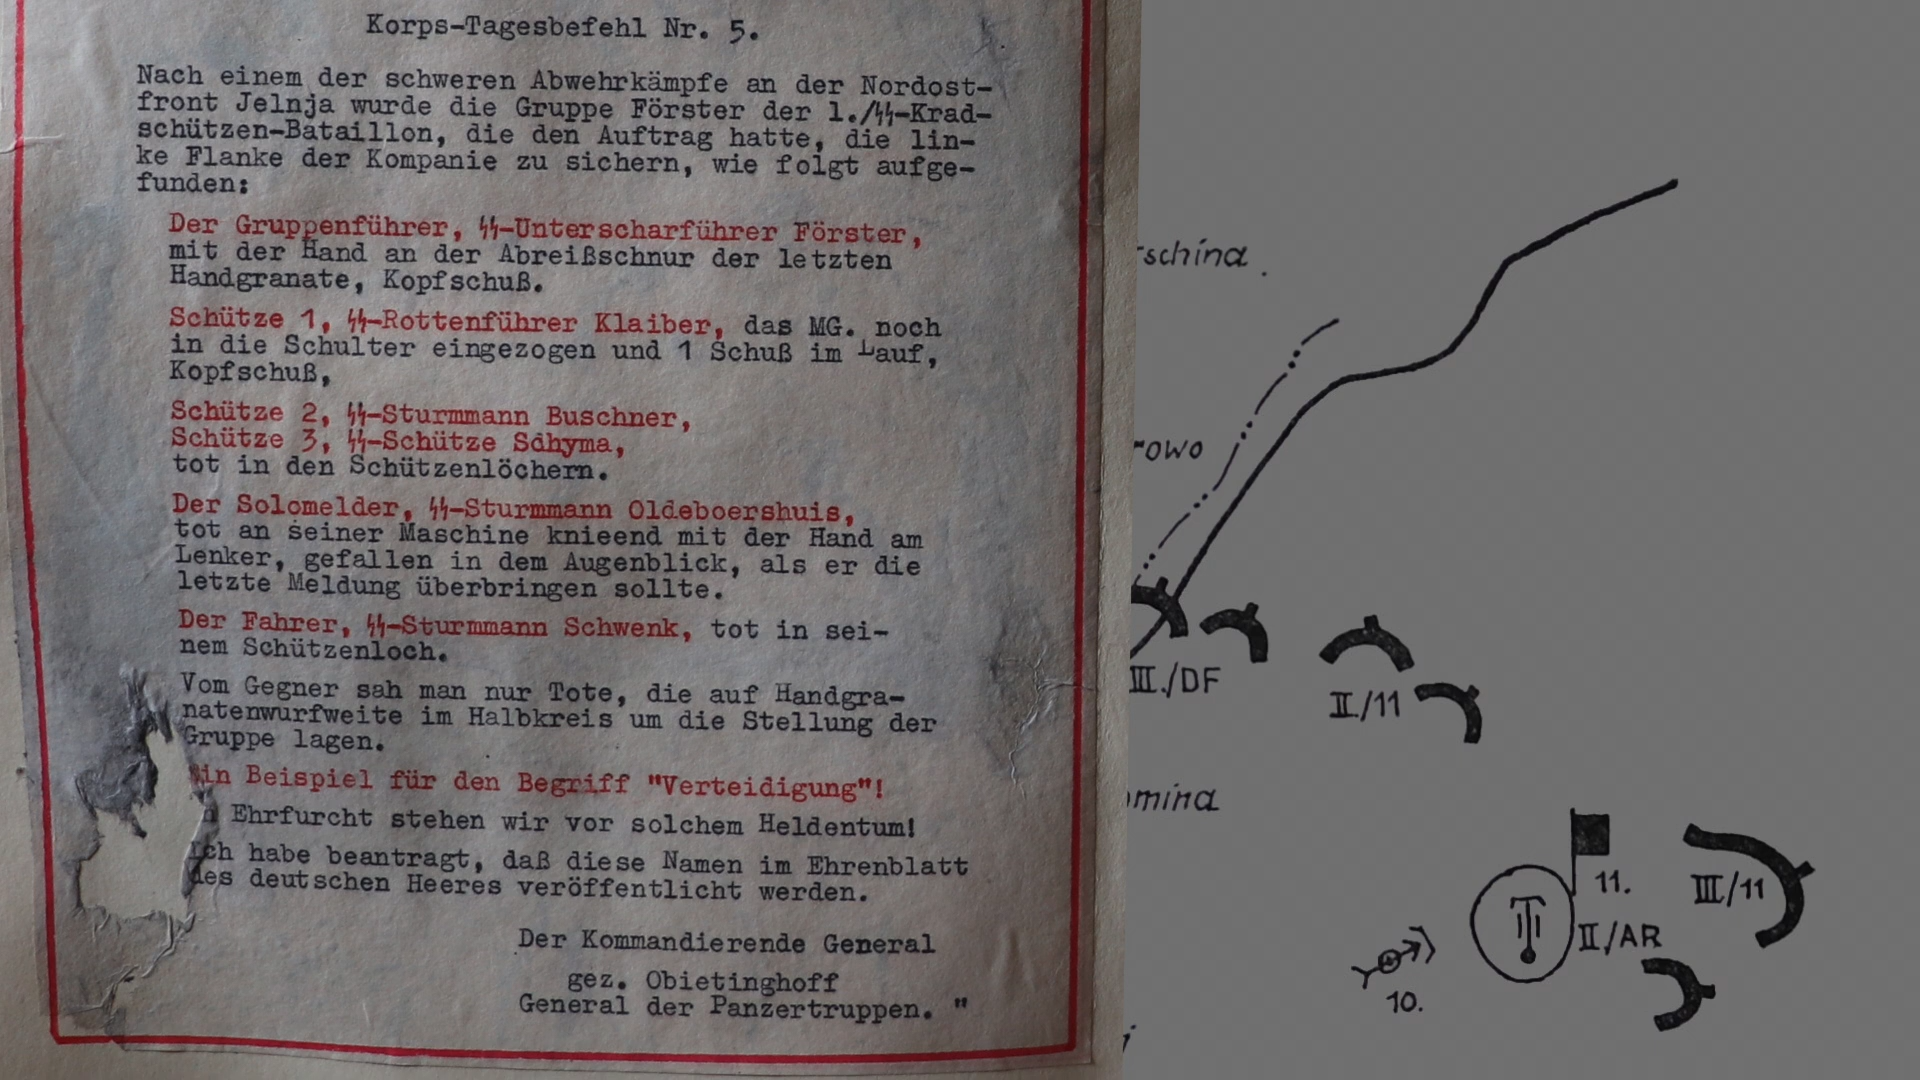 Korps-Tagesbefehl Nr. 5.
Nach einem der schweren Abwehrkämpfe an der Nordost-
front Jelnja wurde die Gruppe Förster der 1./ᛋᛋ-Krad-
schützen-Bataillon, die den Auftrag hatte, die lin-
ke Flanke der Kompanie zu sichern, wie folgt aufge-
funden:
Der Gruppenführer, ᛋᛋ-Unterscharführer Förster,
mit der Hand an der Abreißschnur der letzten
Handgranate, Kopfschuß.
Schütze 1, ᛋᛋ-Rottenführer Klaiber, das MG. noch
in die Schulter eingezogen und 1 Schuß im Lauf,
Kopfschuß,
Schütze 2, ᛋᛋ-Sturmmann Buschner,
Schütze 3, ᛋᛋ-Schütze Sdhyma,
tot in den Schützenlöchern.
Der Solomelder, ᛋᛋ-Sturmmann Oldeboershuis,
tot an seiner Maschine knieend mit der Hand am
Lenker, gefallen in dem Augenblick, als er die
letzte Meldung überbringen sollte.
Der Fahrer, ᛋᛋ-Sturmmann Schwenk, tot in sei-
nem Schützenloch.
Vom Gegner sah man nur Tote, die auf Handgra-
natenwurfweite im Halbkreis um die Stellung der
Gruppe lagen.
in Beispiel für den Begriff "Verteidigung"!
n Ehrfurcht stehen wir vor solchem Heldentum!
Ich habe beantragt, daß diese Namen im Ehrenblatt
des deutschen Heeres veröffentlicht werden.
Der Kommandierende General
gez. Obietinghoff
General der Panzertruppen. "
rschina.
rowo
III./DF
II./11
omina
11.
III/11
II./AR
10.